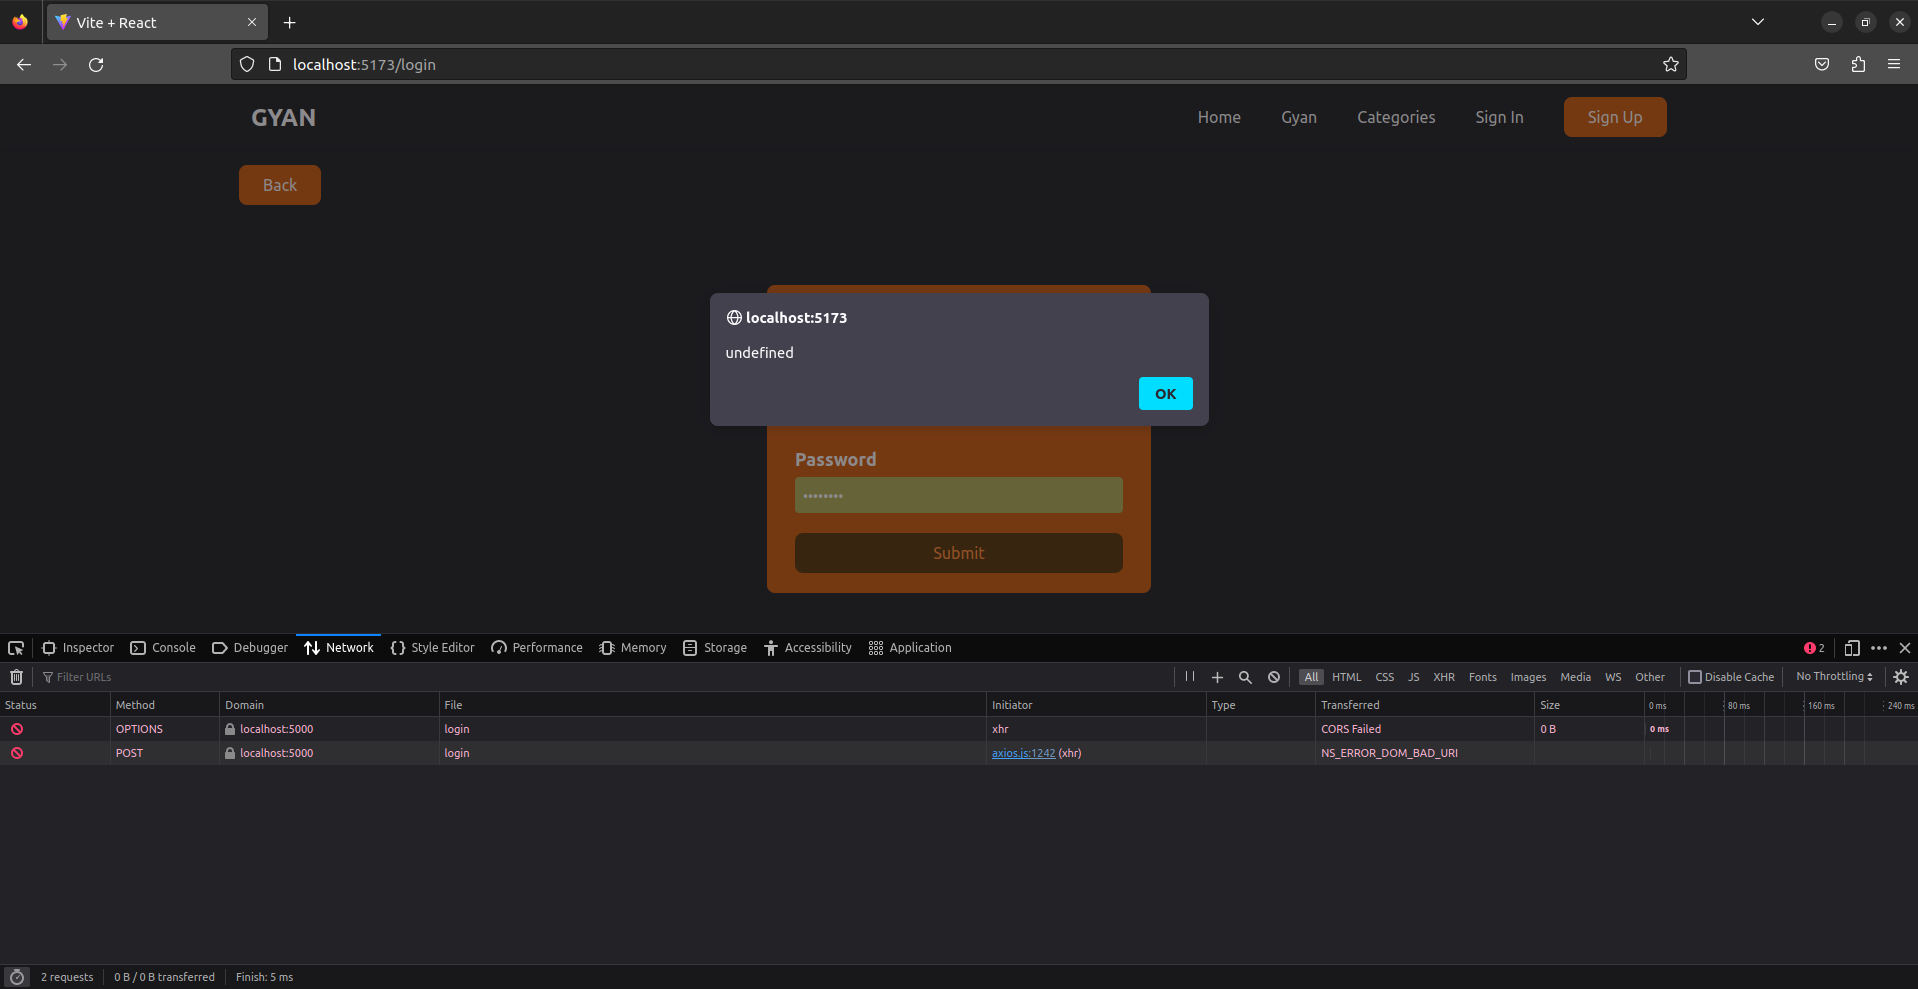 Vite + React
localhost:5173/login
GYAN
Home
Gyan
Categories
Sign In
Sign Up
Back
localhost:5173
undefined
OK
Password
Submit
Inspector
Console
Debugger
Network
Style Editor
Performance
Memory
Storage
Accessibility
Application
2
Filter URLs
All
HTML
CSS
JS
XHR
Fonts
Images
Media
WS
Other
Disable Cache
No Throttling
Status
Method
Domain
File
Initiator
Type
Transferred
Size
0 ms
80 ms
160 ms
240 ms
OPTIONS
localhost:5000
login
xhr
CORS Failed
0 B
0 ms
POST
localhost:5000
login
axios.js:1242 (xhr)
NS_ERROR_DOM_BAD_URI
2 requests
0 B / 0 B transferred
Finish: 5 ms